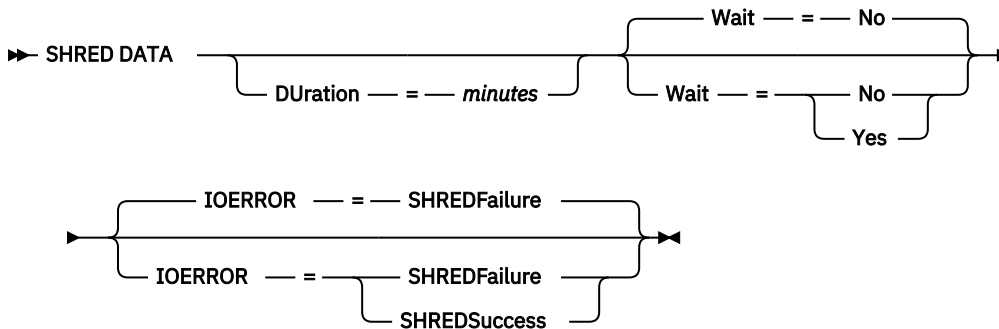 Wait = No
SHRED DATA
DUration = minutes
Wait = No
Yes
IOERROR = SHREDFailure
IOERROR = SHREDFailure
SHREDSuccess